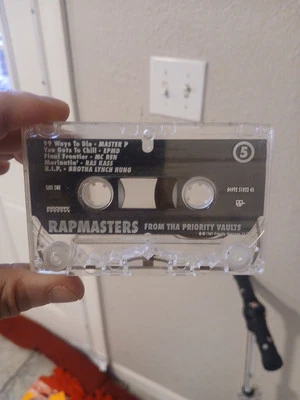 99 Ways To Die - MASTER P
You Gots To Chill - EPMD
Final Frontier - MC REN
Marinatin' - RAS KASS
R.I.P. - BROTHA LYNCH HUNG
5
SIDE ONE
RAPMASTERS FROM THA PRIORITY VAULTS